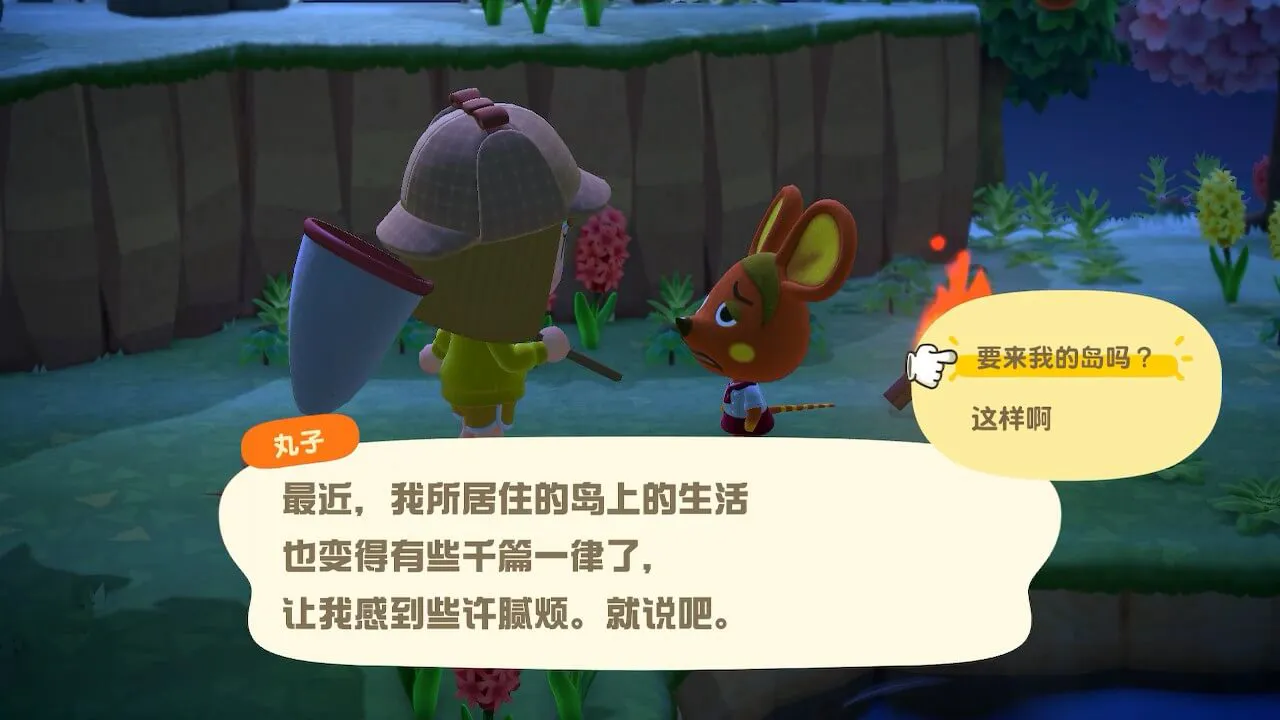 丸子
最近，我所居住的岛上的生活
也变得有些千篇一律了，
让我感到些许腻烦。就说吧。
要来我的岛吗？
这样啊